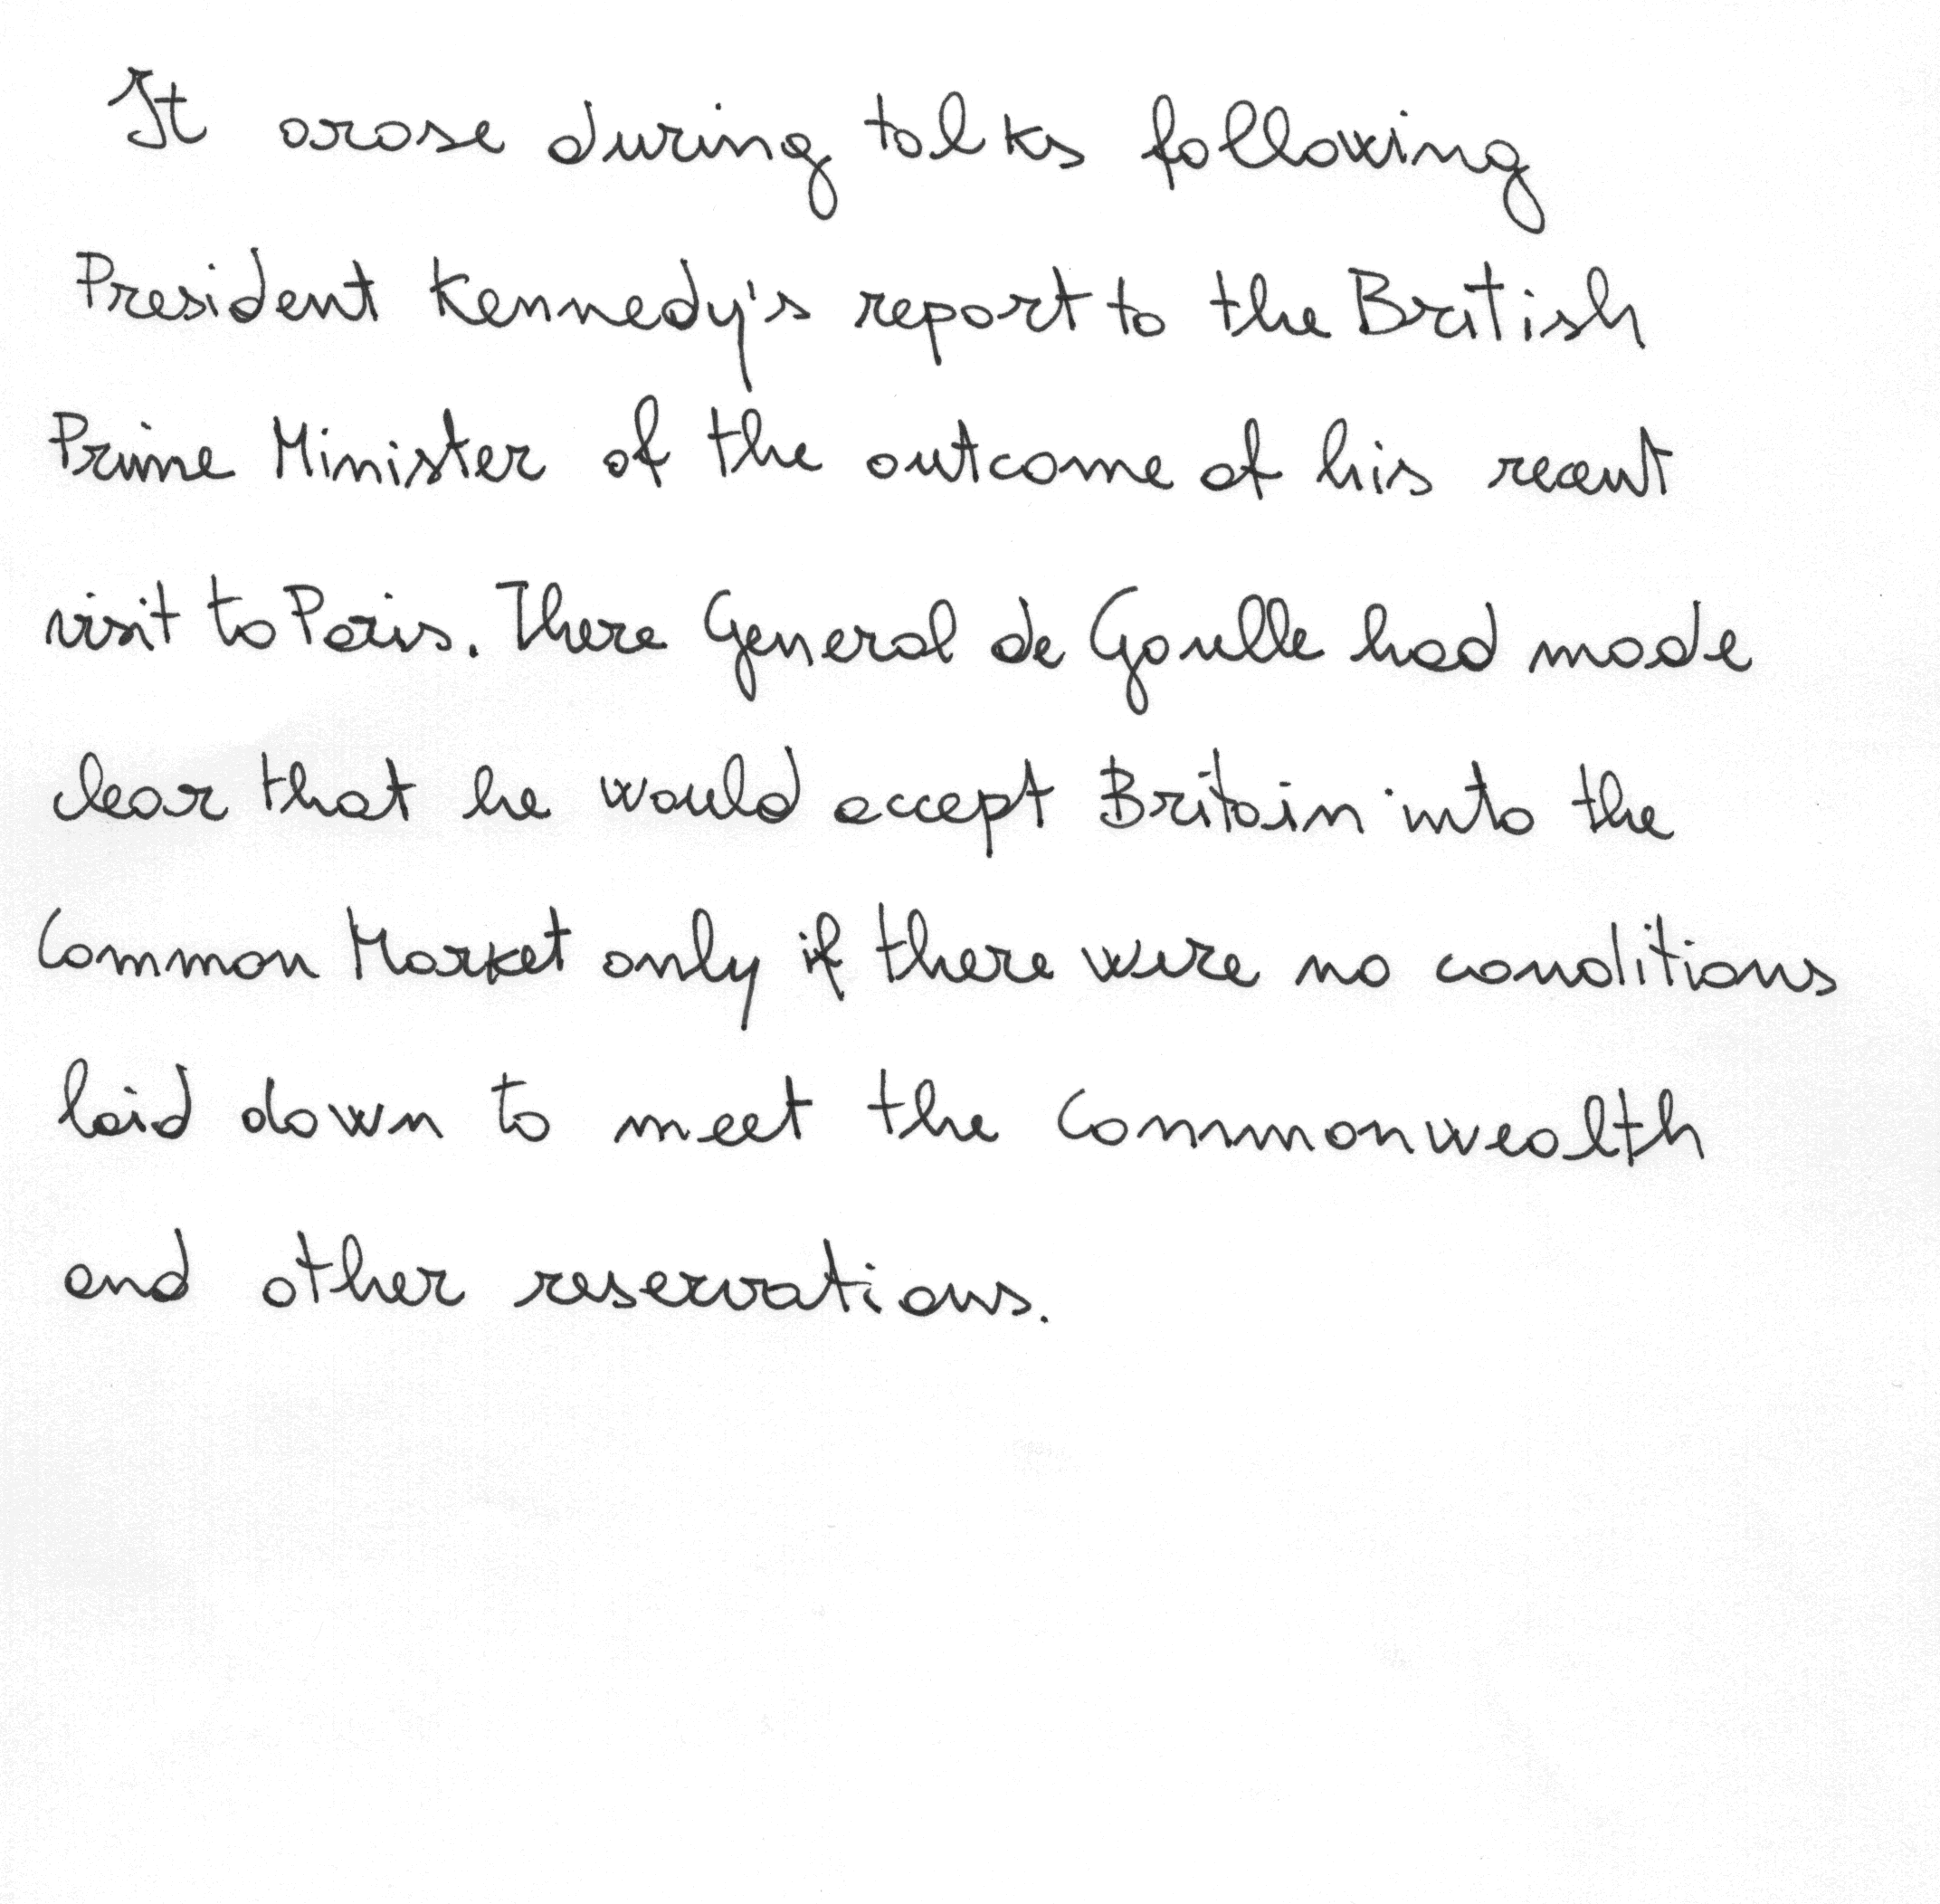 It arose during talks following
President Kennedy's report to the British
Prime Minister of the outcome of his recent
visit to Paris. There General de Gaulle had made
clear that he would accept Britain into the
Common Market only if there were no conditions
laid down to meet the Commonwealth
and other reservations.